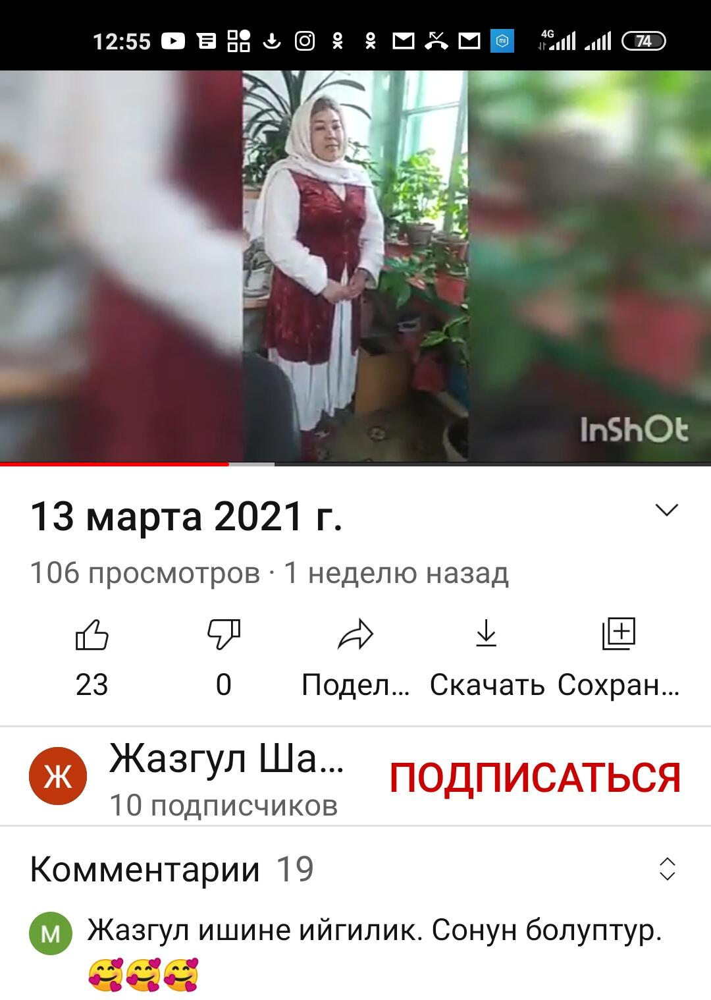 12:55 4G 74
InShOt
13 марта 2021 г.
106 просмотров · 1 неделю назад
23 0 Подел... Скачать Сохран...
Ж Жазгул Ша... ПОДПИСАТЬСЯ
10 подписчиков
Комментарии 19
М Жазгул ишине ийгилик. Сонун болуптур.
🥰🥰🥰